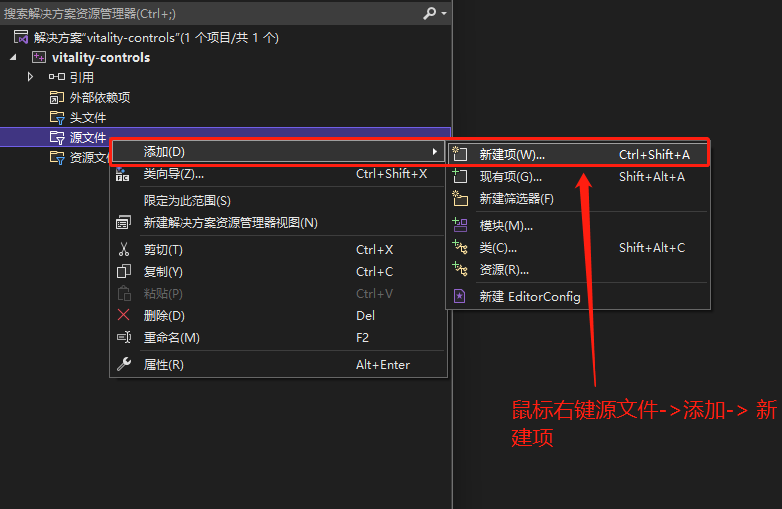 搜索解决方案资源管理器(Ctrl+;)
解决方案"vitality-controls"(1 个项目/共 1 个)
vitality-controls
引用
外部依赖项
头文件
源文件
资源文件
添加(D)
类向导(Z)... Ctrl+Shift+X
限定为此范围(S)
新建解决方案资源管理器视图(N)
剪切(T) Ctrl+X
复制(Y) Ctrl+C
粘贴(P) Ctrl+V
删除(D) Del
重命名(M) F2
属性(R) Alt+Enter
新建项(W)... Ctrl+Shift+A
现有项(G)... Shift+Alt+A
新建筛选器(F)
模块(M)...
类(C)... Shift+Alt+C
资源(R)...
新建 EditorConfig
鼠标右键源文件->添加-> 新
建项